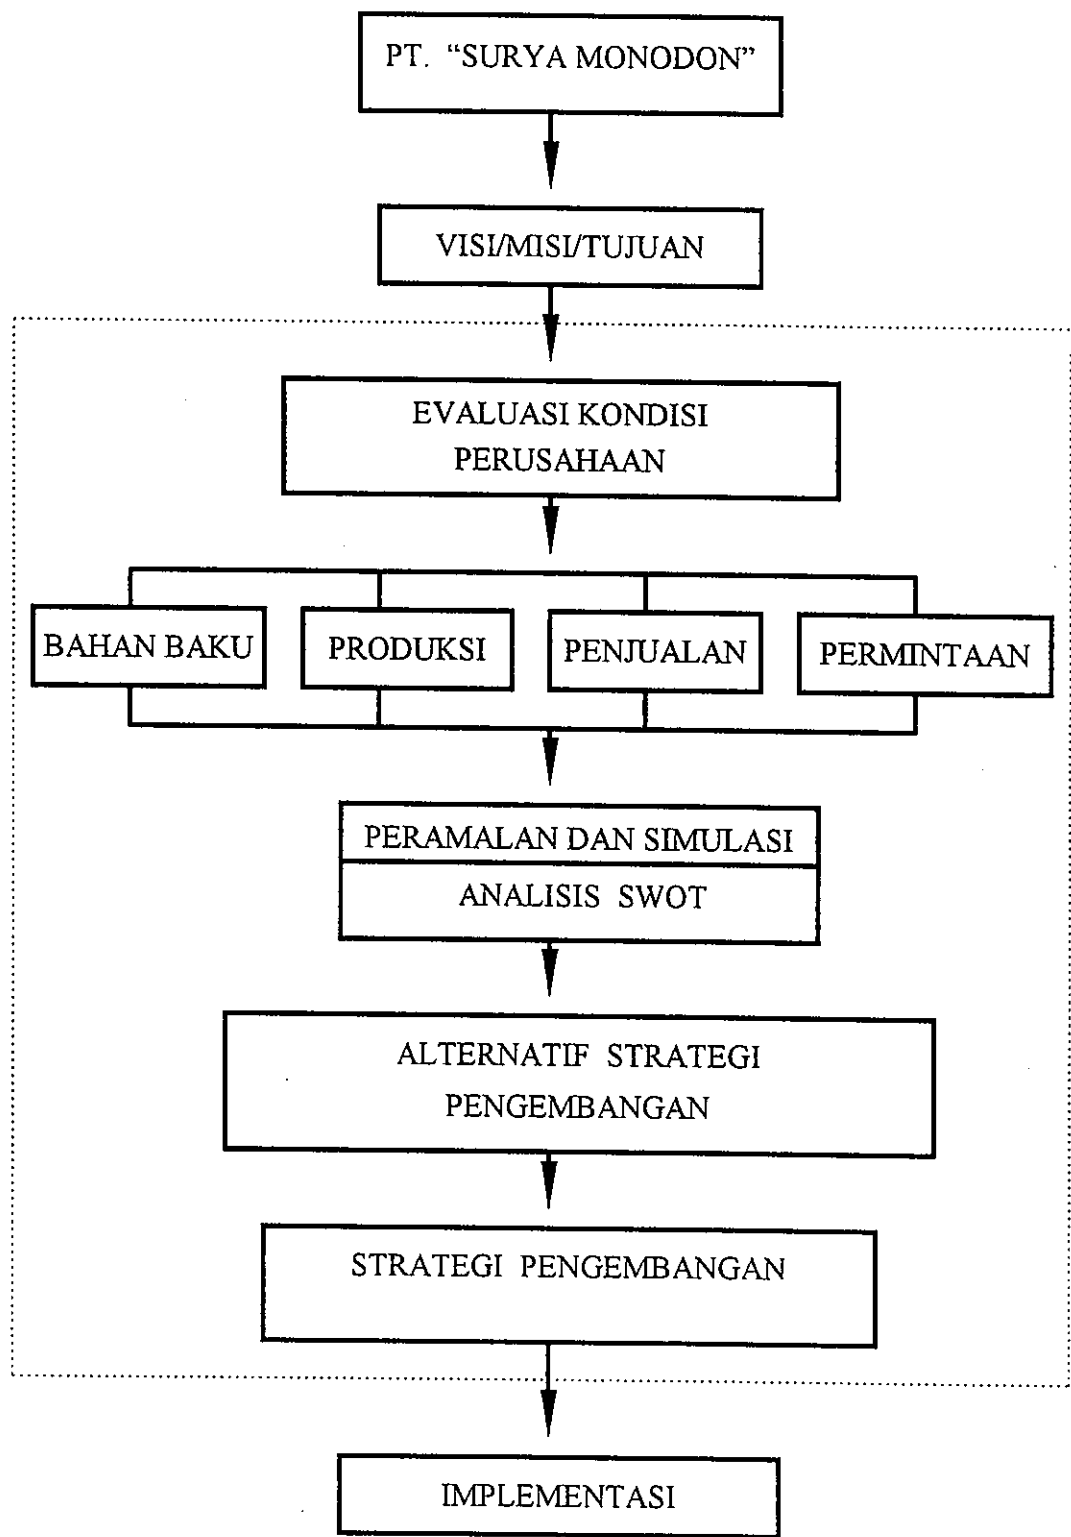 PT. “SURYA MONODON”
VISI/MISI/TUJUAN
EVALUASI KONDISI
PERUSAHAAN
BAHAN BAKU
PRODUKSI
PENJUALAN
PERMINTAAN
PERAMALAN DAN SIMULASI
ANALISIS SWOT
ALTERNATIF STRATEGI
PENGEMBANGAN
STRATEGI PENGEMBANGAN
IMPLEMENTASI